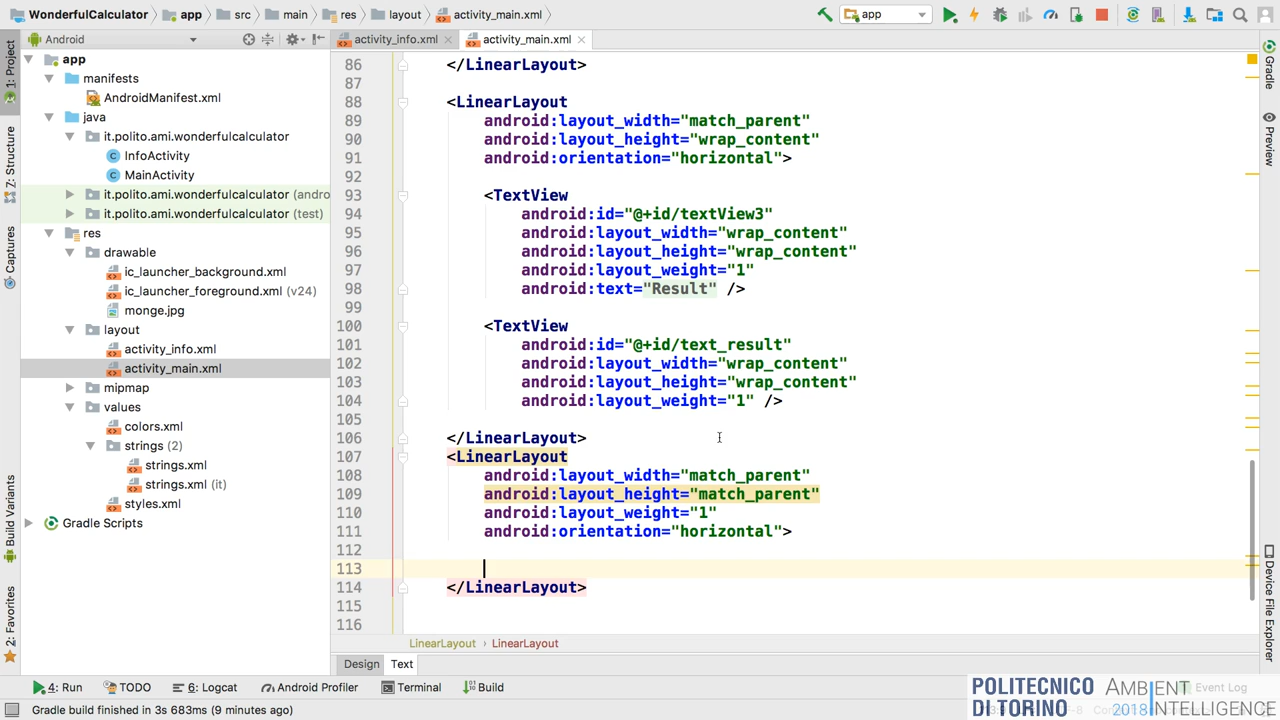 WonderfulCalculator app src main res layout activity_main.xml app
Android activity_info.xml activity_main.xml
1: Project
Z: Structure
Captures
Build Variants
2: Favorites
app
manifests
AndroidManifest.xml
java
it.polito.ami.wonderfulcalculator
InfoActivity
MainActivity
it.polito.ami.wonderfulcalculator (andro
it.polito.ami.wonderfulcalculator (test)
res
drawable
ic_launcher_background.xml
ic_launcher_foreground.xml (v24)
monge.jpg
layout
activity_info.xml
activity_main.xml
mipmap
values
colors.xml
strings (2)
strings.xml
strings.xml (it)
styles.xml
Gradle Scripts
86 </LinearLayout>
87
88 <LinearLayout
89 android:layout_width="match_parent"
90 android:layout_height="wrap_content"
91 android:orientation="horizontal">
92
93 <TextView
94 android:id="@+id/textView3"
95 android:layout_width="wrap_content"
96 android:layout_height="wrap_content"
97 android:layout_weight="1"
98 android:text="Result" />
99
100 <TextView
101 android:id="@+id/text_result"
102 android:layout_width="wrap_content"
103 android:layout_height="wrap_content"
104 android:layout_weight="1" />
105
106 </LinearLayout>
107 <LinearLayout
108 android:layout_width="match_parent"
109 android:layout_height="match_parent"
110 android:layout_weight="1"
111 android:orientation="horizontal">
112
113
114 </LinearLayout>
115
116
LinearLayout › LinearLayout
Design Text
Gradle
Preview
Device File Explorer
4: Run TODO 6: Logcat Android Profiler Terminal Build Event Log
Gradle build finished in 3s 683ms (9 minutes ago)
POLITECNICO
DI TORINO
AMBIENT
2018 INTELLIGENCE